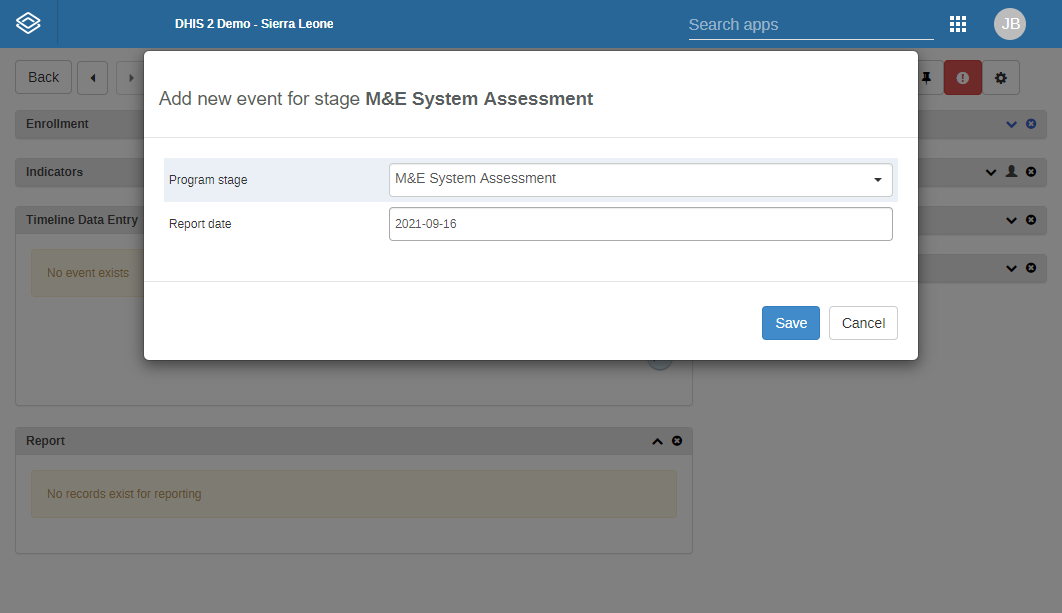 DHIS 2 Demo - Sierra Leone
Search apps
JB
Back
Add new event for stage M&E System Assessment
Enrollment
Indicators
Program stage
M&E System Assessment
Timeline Data Entry
Report date
2021-09-16
No event exists
Save
Cancel
Report
No records exist for reporting